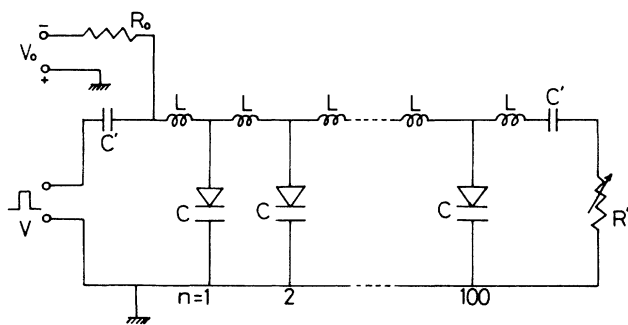 − R₀
V₀
+
L L L L L C'
C'
C C C
V
R'
n=1 2 100